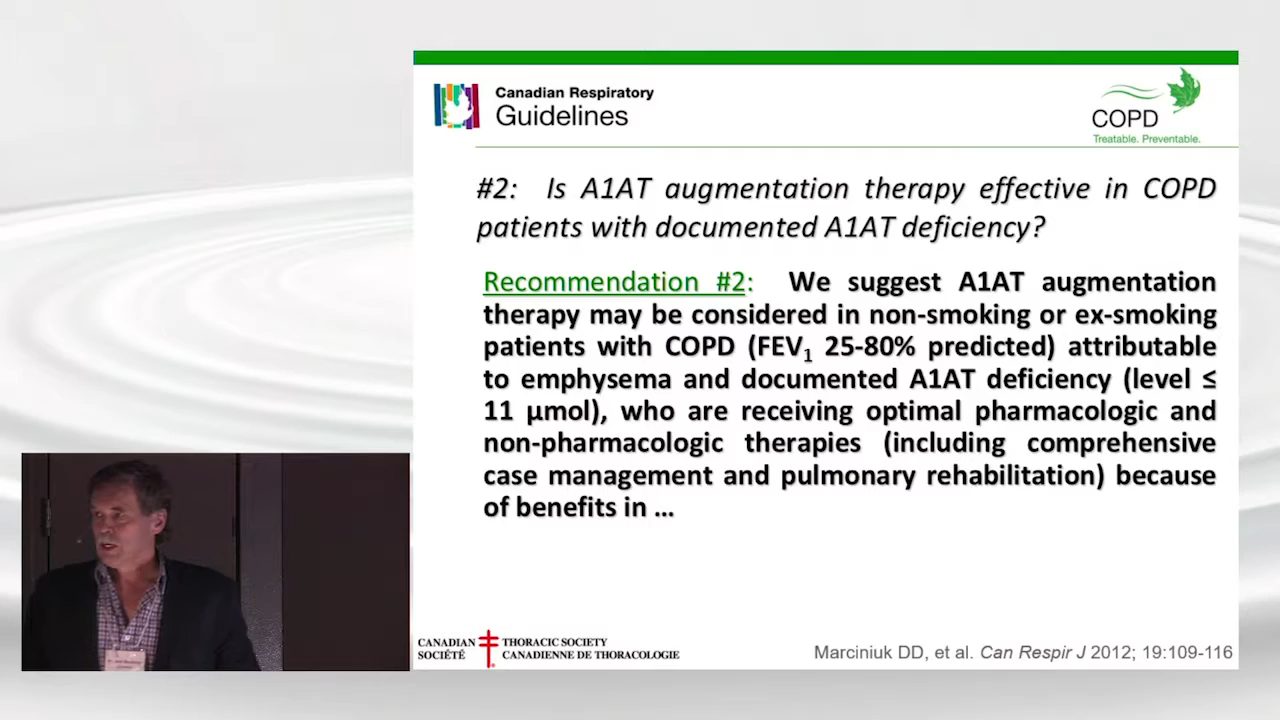 Canadian Respiratory
Guidelines
COPD
Treatable. Preventable.
#2: Is A1AT augmentation therapy effective in COPD
patients with documented A1AT deficiency?
Recommendation #2: We suggest A1AT augmentation
therapy may be considered in non-smoking or ex-smoking
patients with COPD (FEV₁ 25-80% predicted) attributable
to emphysema and documented A1AT deficiency (level ≤
11 µmol), who are receiving optimal pharmacologic and
non-pharmacologic therapies (including comprehensive
case management and pulmonary rehabilitation) because
of benefits in ...
CANADIAN THORACIC SOCIETY
SOCIÉTÉ CANADIENNE DE THORACOLOGIE
Marciniuk DD, et al. Can Respir J 2012; 19:109-116